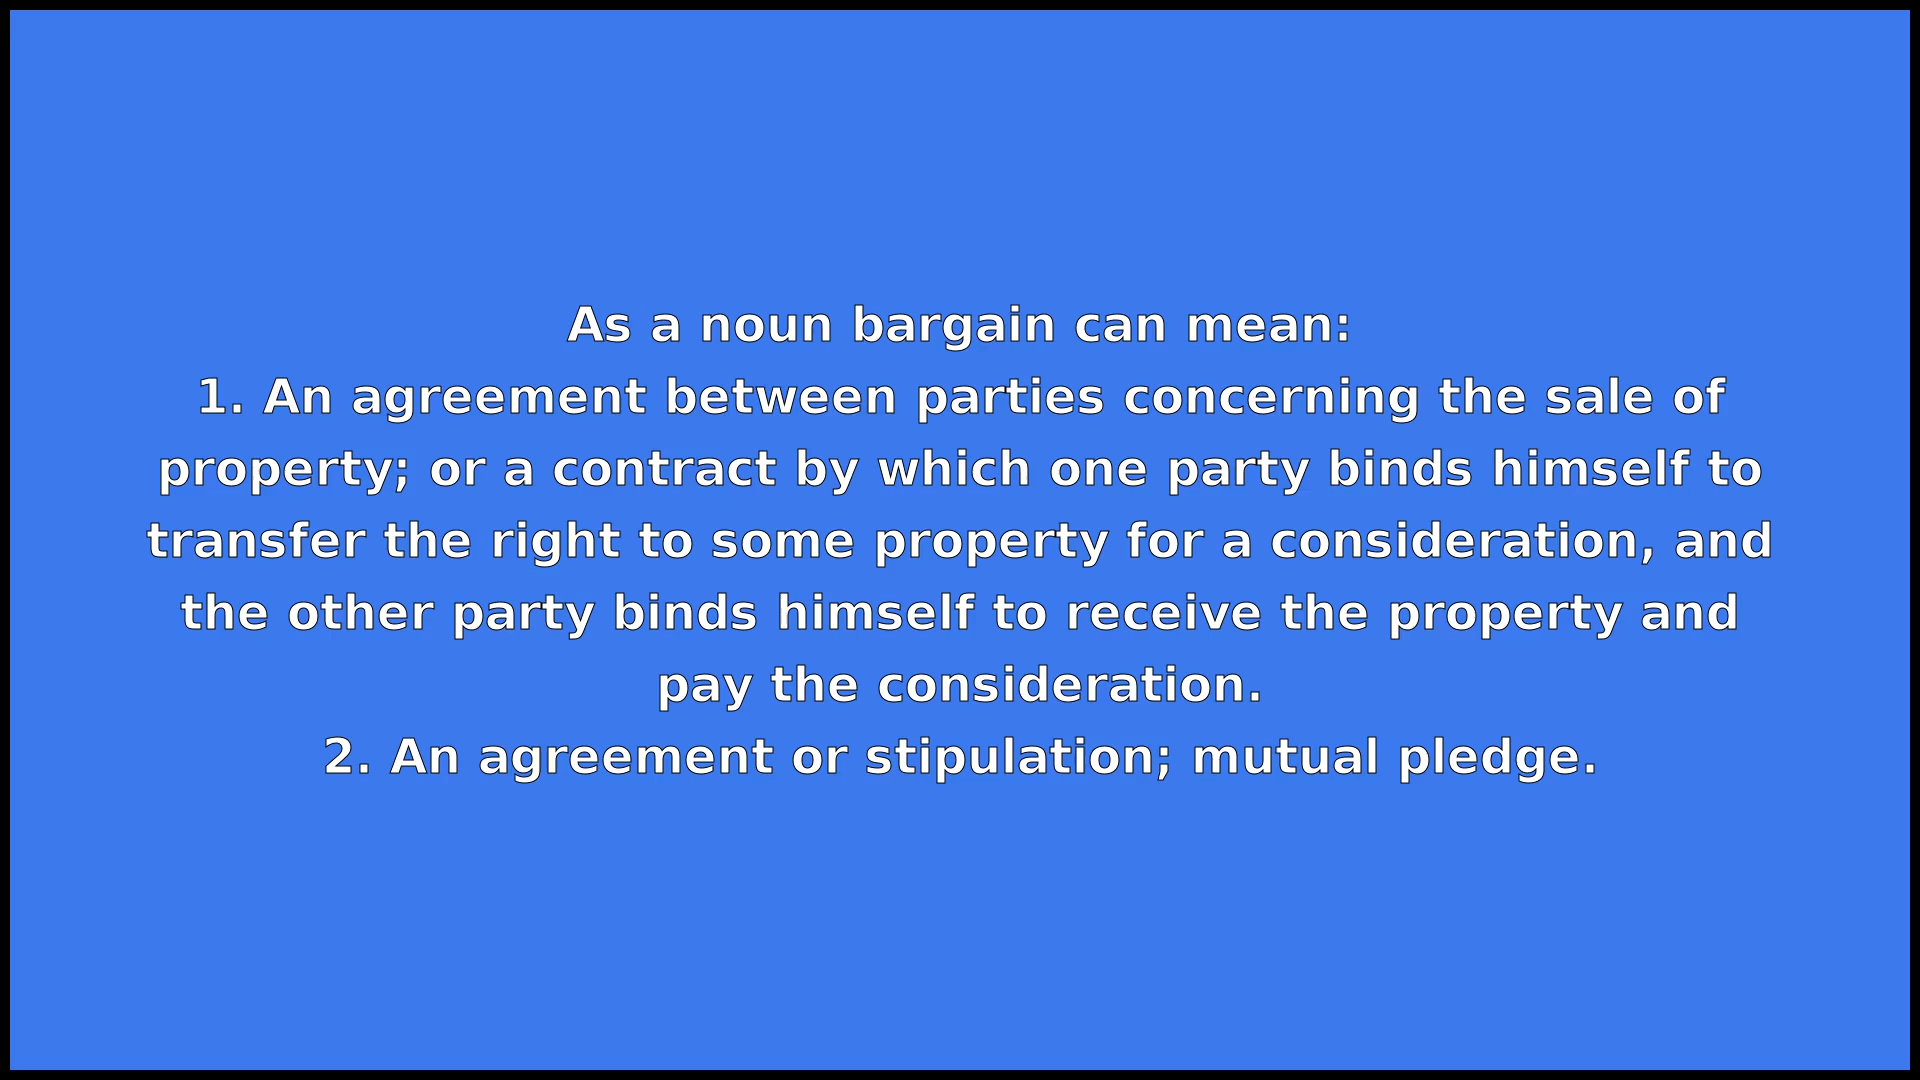 As a noun bargain can mean:
1. An agreement between parties concerning the sale of
property; or a contract by which one party binds himself to
transfer the right to some property for a consideration, and
the other party binds himself to receive the property and
pay the consideration.
2. An agreement or stipulation; mutual pledge.